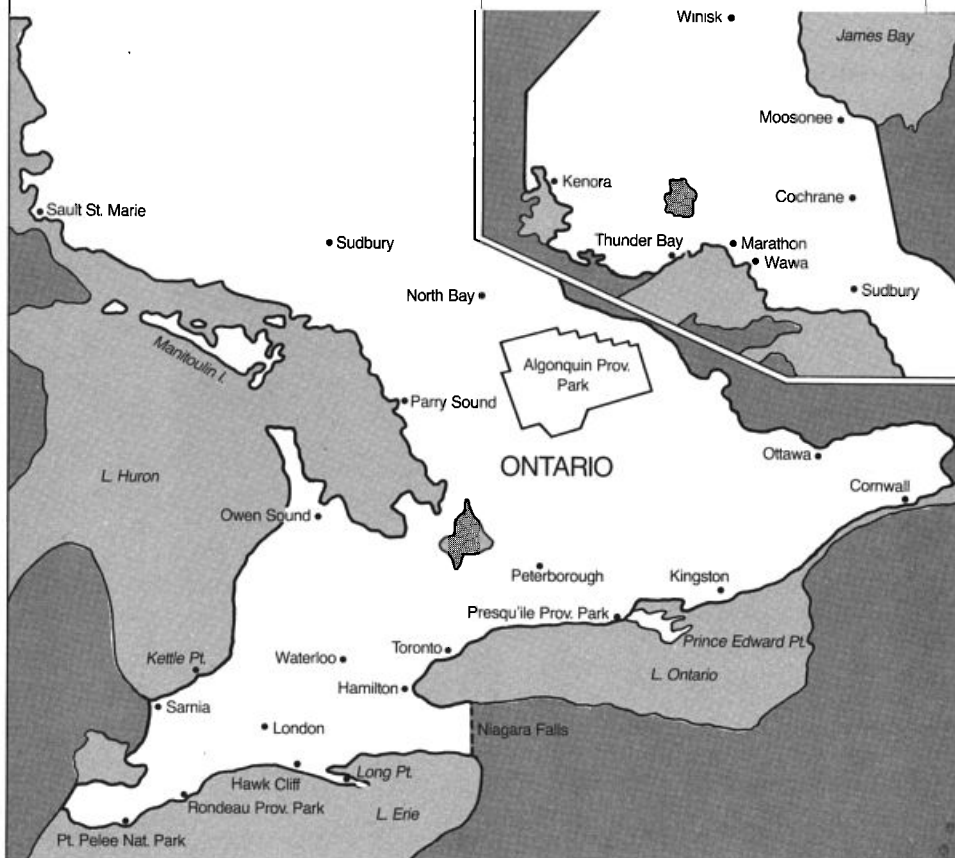 Winisk
James Bay
Moosonee
Kenora
Cochrane
Sault St. Marie
Sudbury
Thunder Bay
Marathon
Wawa
Sudbury
North Bay
Manitoulin I.
Algonquin Prov.
Park
Parry Sound
L. Huron
ONTARIO
Ottawa
Cornwall
Owen Sound
Peterborough
Kingston
Presqu'ile Prov. Park
Prince Edward Pt.
Toronto
Waterloo
Kettle Pt.
L. Ontario
Hamilton
Sarnia
London
Niagara Falls
Long Pt.
Hawk Cliff
Rondeau Prov. Park
L. Erie
Pt. Pelee Nat. Park